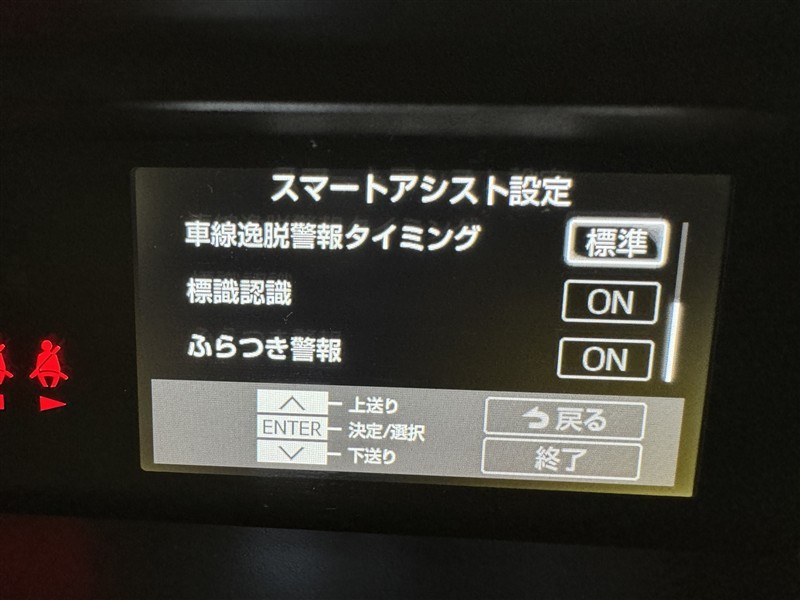 スマートアシスト設定
車線逸脱警報タイミング 標準
標識認識 ON
ふらつき警報 ON
上送り 戻る
ENTER 決定/選択
下送り 終了